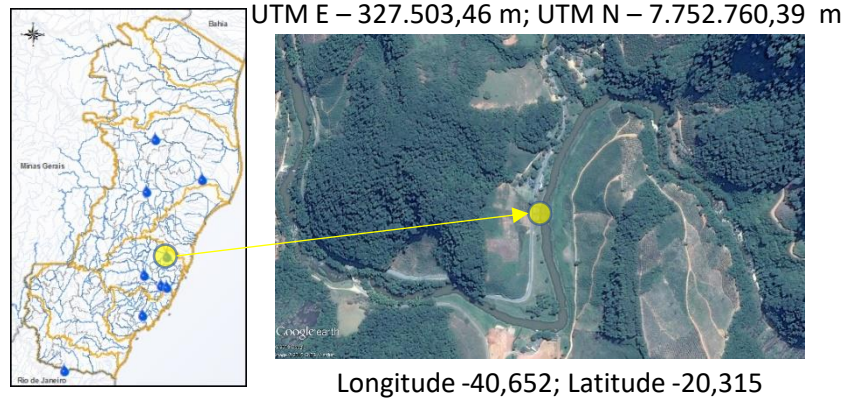 UTM E – 327.503,46 m; UTM N – 7.752.760,39 m
Bahia
Minas Gerais
Rio de Janeiro
Google earth
Longitude -40,652; Latitude -20,315